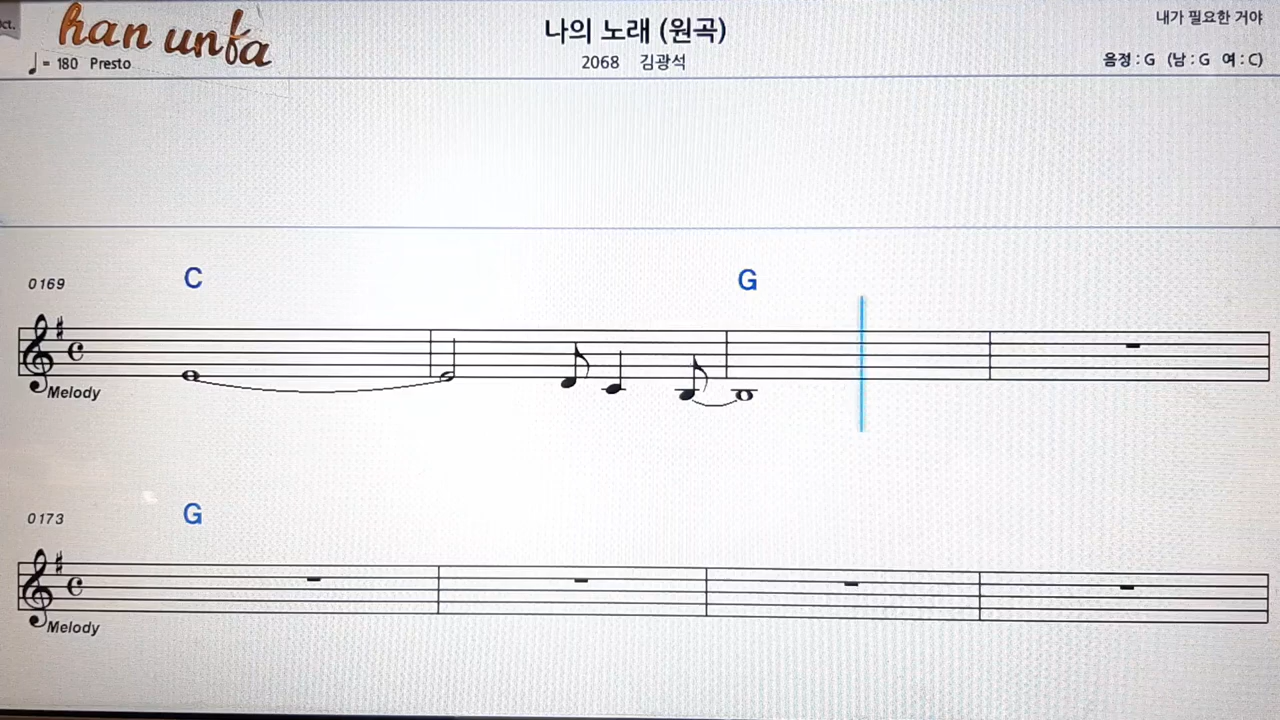 ct.
han unfa
나의 노래 (원곡)
내가 필요한 거야
♩ = 180 Presto
2068 김광석
음정 : G (남 : G 여 : C)
0169
C
G
Melody
0173
G
Melody